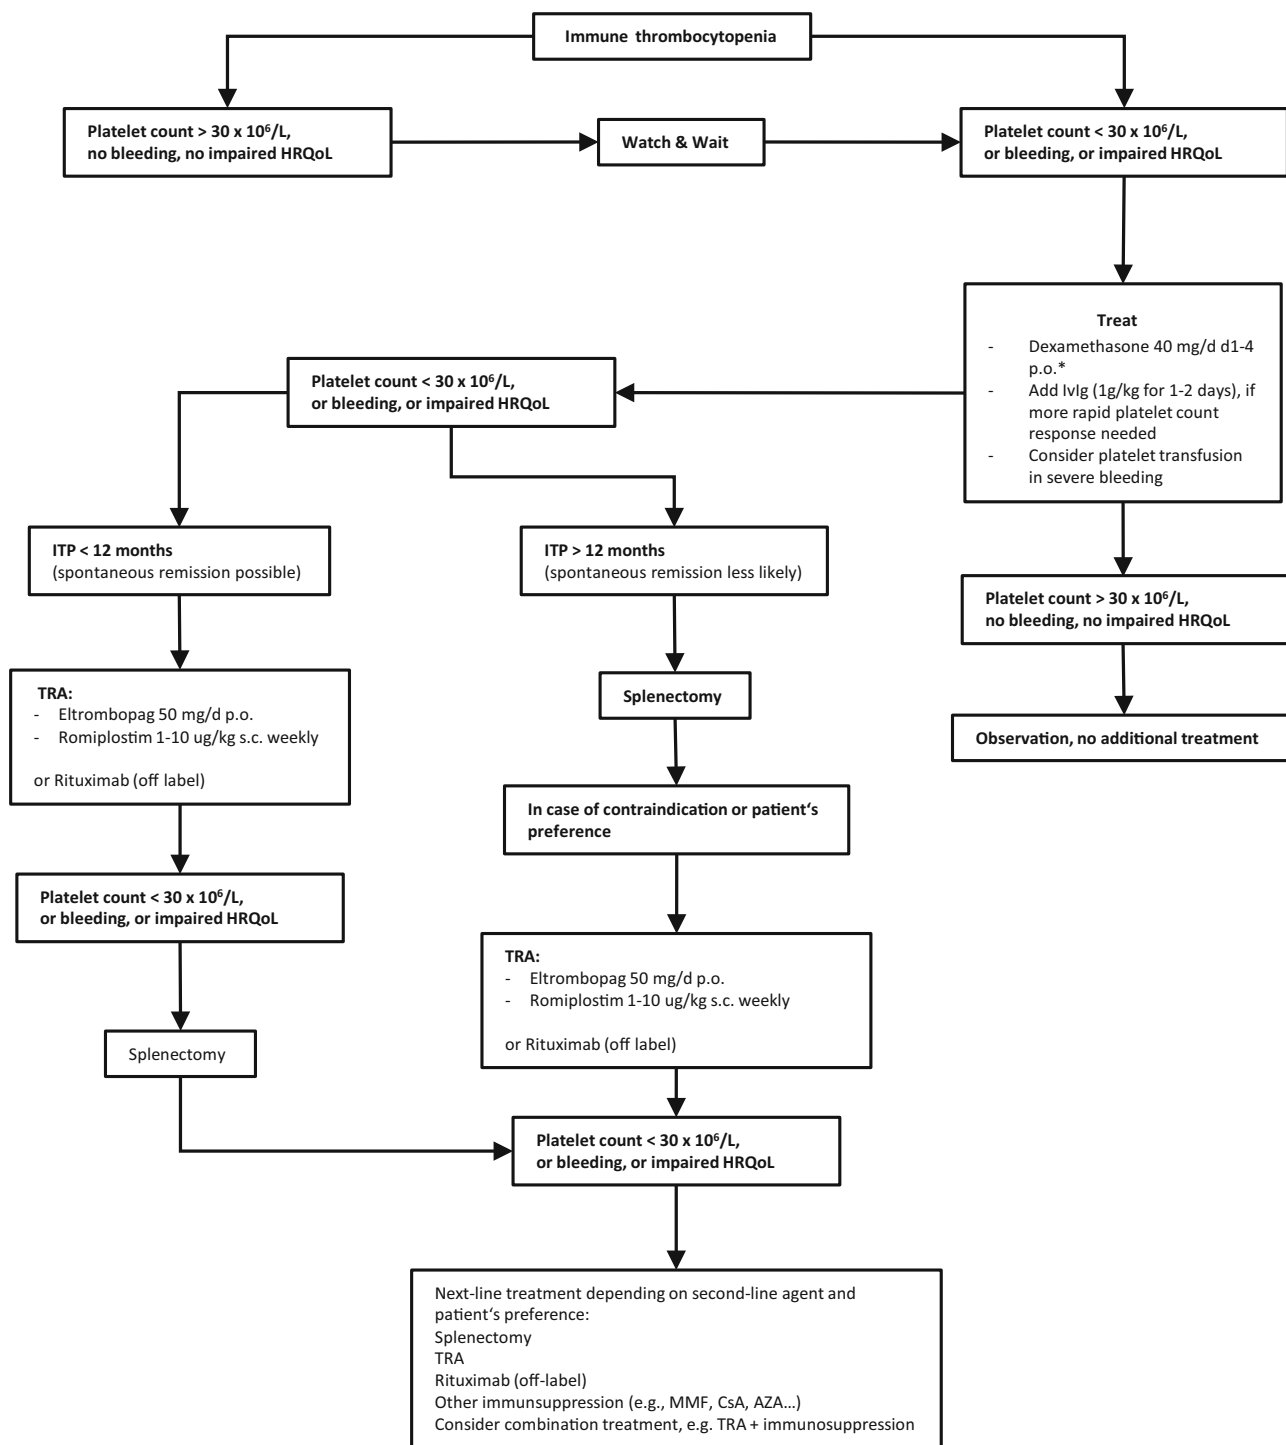 Immune thrombocytopenia
Platelet count > 30 x 10⁶/L,
no bleeding, no impaired HRQoL
Watch & Wait
Platelet count < 30 x 10⁶/L,
or bleeding, or impaired HRQoL
Treat
- Dexamethasone 40 mg/d d1-4
p.o.*
- Add IvIg (1g/kg for 1-2 days), if
more rapid platelet count
response needed
- Consider platelet transfusion
in severe bleeding
Platelet count < 30 x 10⁶/L,
or bleeding, or impaired HRQoL
ITP < 12 months
(spontaneous remission possible)
ITP > 12 months
(spontaneous remission less likely)
Platelet count > 30 x 10⁶/L,
no bleeding, no impaired HRQoL
TRA:
- Eltrombopag 50 mg/d p.o.
- Romiplostim 1-10 ug/kg s.c. weekly
or Rituximab (off label)
Splenectomy
Observation, no additional treatment
In case of contraindication or patient‘s
preference
Platelet count < 30 x 10⁶/L,
or bleeding, or impaired HRQoL
TRA:
- Eltrombopag 50 mg/d p.o.
- Romiplostim 1-10 ug/kg s.c. weekly
or Rituximab (off label)
Splenectomy
Platelet count < 30 x 10⁶/L,
or bleeding, or impaired HRQoL
Next-line treatment depending on second-line agent and
patient‘s preference:
Splenectomy
TRA
Rituximab (off-label)
Other immunsuppression (e.g., MMF, CsA, AZA...)
Consider combination treatment, e.g. TRA + immunosuppression